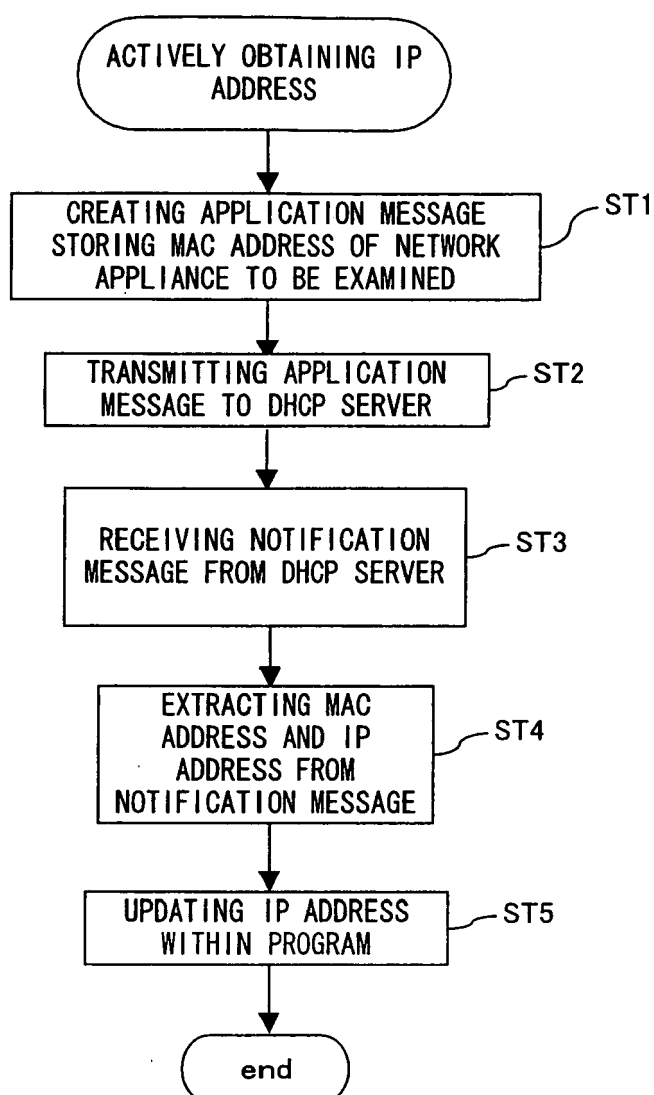 ACTIVELY OBTAINING IP
ADDRESS
CREATING APPLICATION MESSAGE
STORING MAC ADDRESS OF NETWORK
APPLIANCE TO BE EXAMINED
ST1
TRANSMITTING APPLICATION
MESSAGE TO DHCP SERVER
ST2
RECEIVING NOTIFICATION
MESSAGE FROM DHCP SERVER
ST3
EXTRACTING MAC
ADDRESS AND IP
ADDRESS FROM
NOTIFICATION MESSAGE
ST4
UPDATING IP ADDRESS
WITHIN PROGRAM
ST5
end